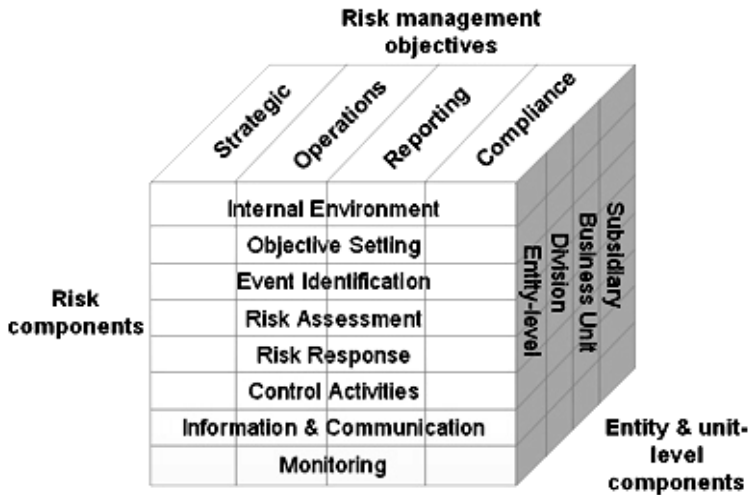 Risk management
objectives
Strategic
Operations
Reporting
Compliance
Internal Environment
Objective Setting
Event Identification
Risk Assessment
Risk Response
Control Activities
Information & Communication
Monitoring
Entity-level
Division
Business Unit
Subsidiary
Risk
components
Entity & unit-
level
components